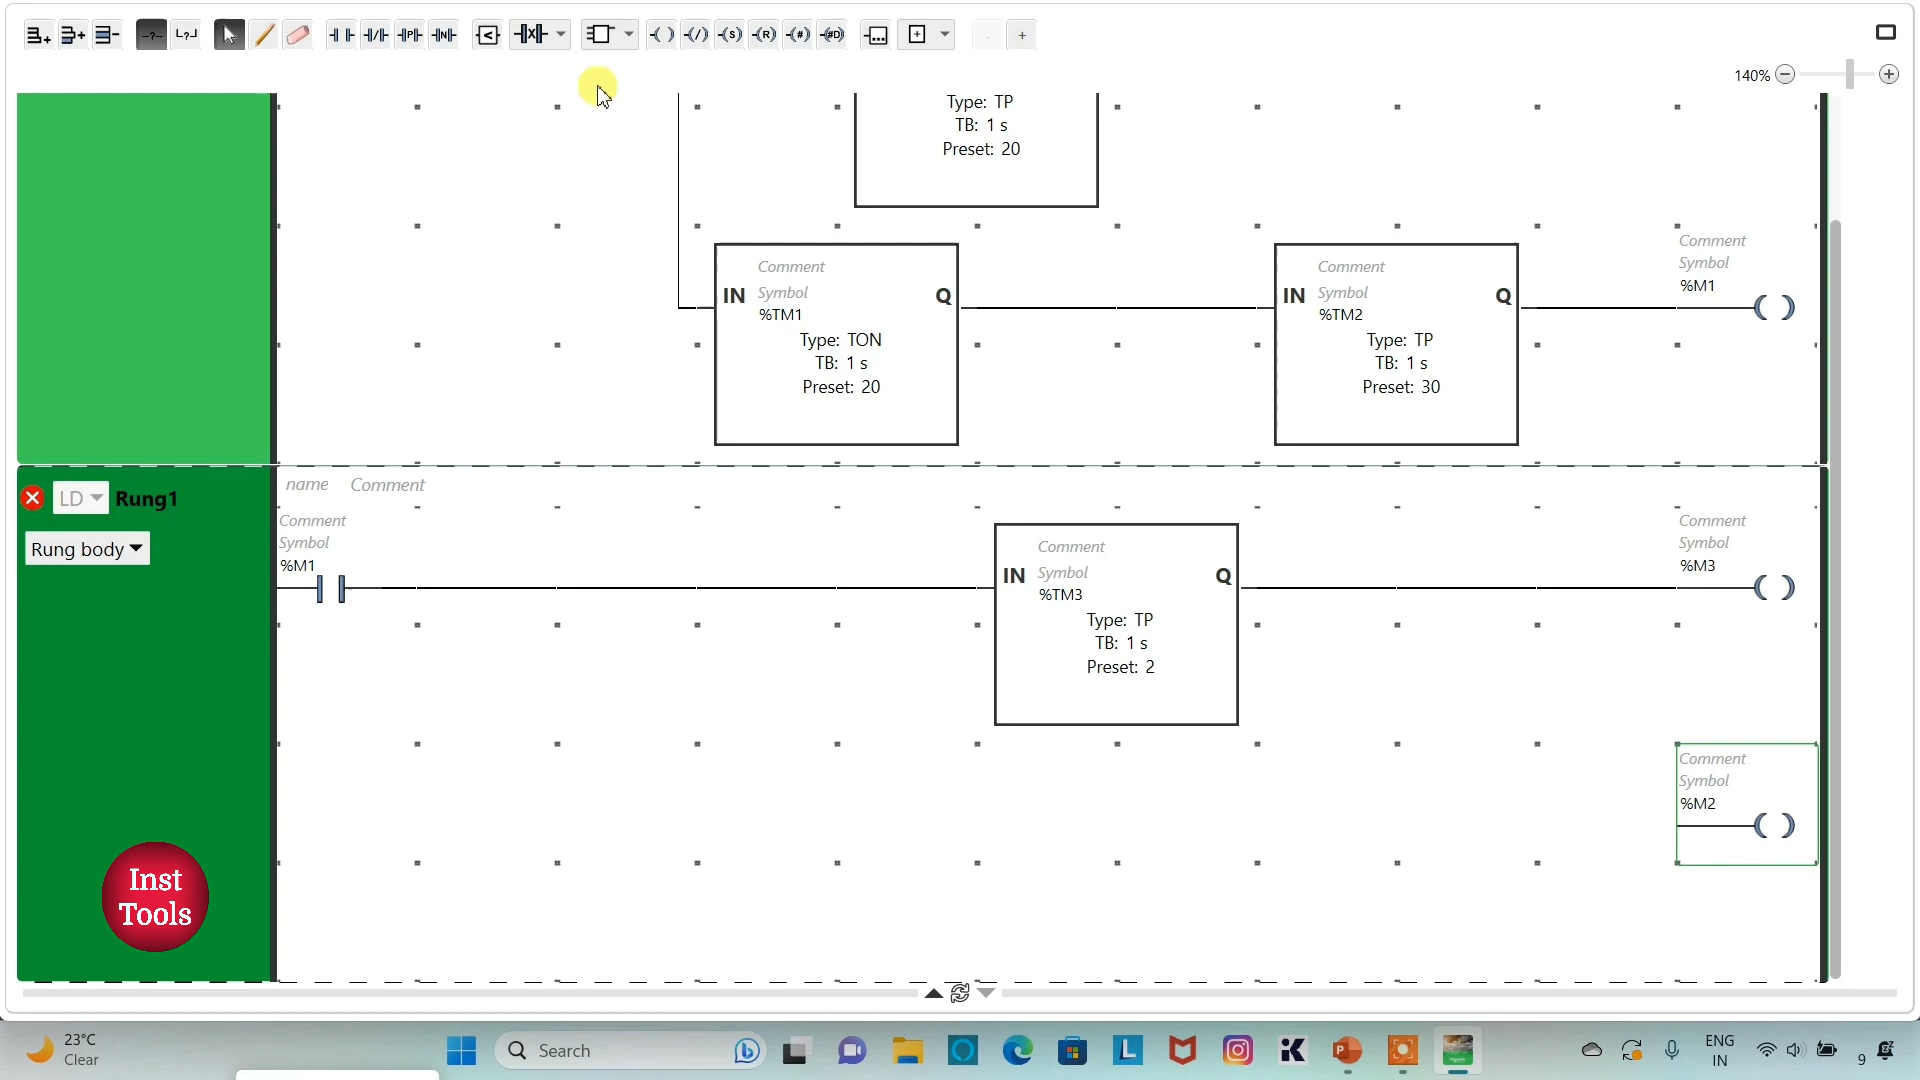 -?-
L?
<
X
/
P
N
( )
(/)
(S)
(R)
(#)
(#D)
...
+
-
+
140%
Type: TP
TB: 1 s
Preset: 20
Comment
Symbol
%M1
IN
Comment
Symbol
%TM1
Q
Type: TON
TB: 1 s
Preset: 20
IN
Comment
Symbol
%TM2
Q
Type: TP
TB: 1 s
Preset: 30
LD
Rung1
Rung body
name Comment
Comment
Symbol
%M1
IN
Comment
Symbol
%TM3
Q
Type: TP
TB: 1 s
Preset: 2
Comment
Symbol
%M3
Comment
Symbol
%M2
Inst
Tools
23°C
Clear
Search
ENG
IN
9